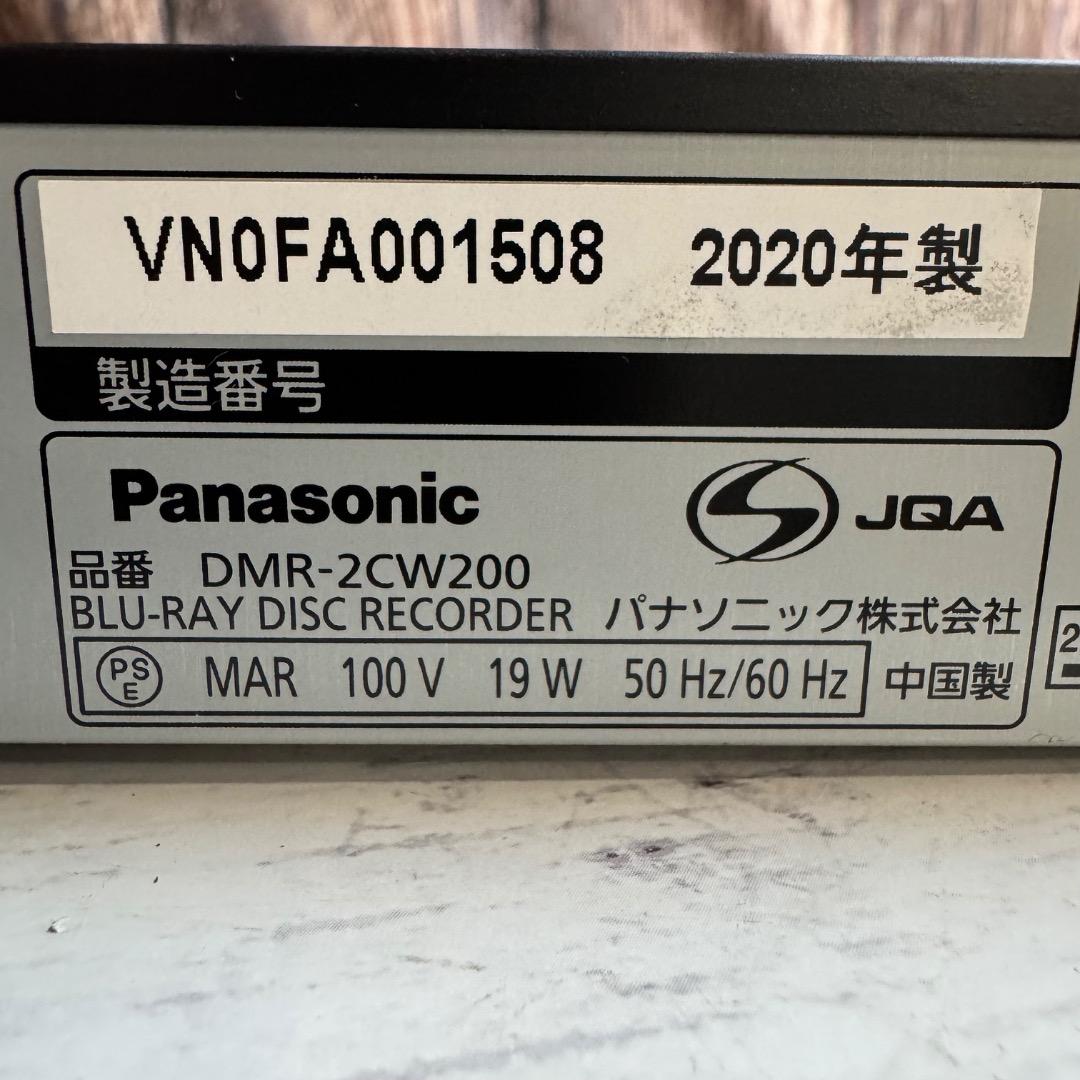 VN0FA001508 2020年製
製造番号
Panasonic JQA
品番 DMR-2CW200
BLU-RAY DISC RECORDER パナソニック株式会社
PS E MAR 100 V 19 W 50 Hz/60 Hz 中国製
2